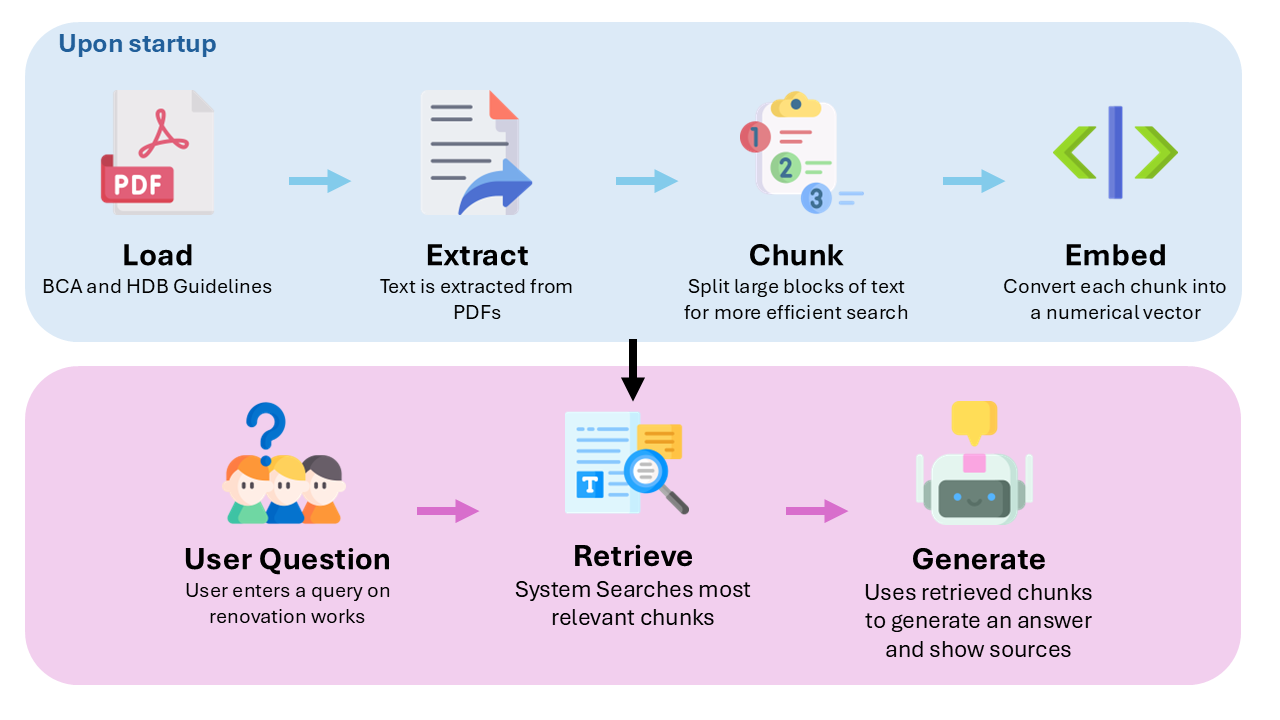 Upon startup
PDF
1
2
3
Load
BCA and HDB Guidelines
Extract
Text is extracted from
PDFs
Chunk
Split large blocks of text
for more efficient search
Embed
Convert each chunk into
a numerical vector
?
T
User Question
User enters a query on
renovation works
Retrieve
System Searches most
relevant chunks
Generate
Uses retrieved chunks
to generate an answer
and show sources